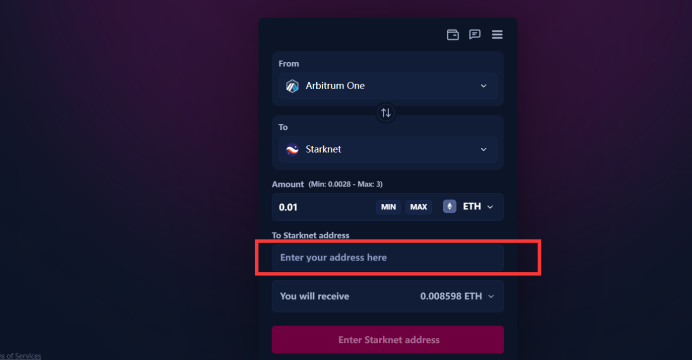 From
Arbitrum One
To
Starknet
Amount (Min: 0.0028 - Max: 3)
0.01 MIN MAX ETH
To Starknet address
Enter your address here
You will receive 0.008598 ETH
Enter Starknet address
of Services